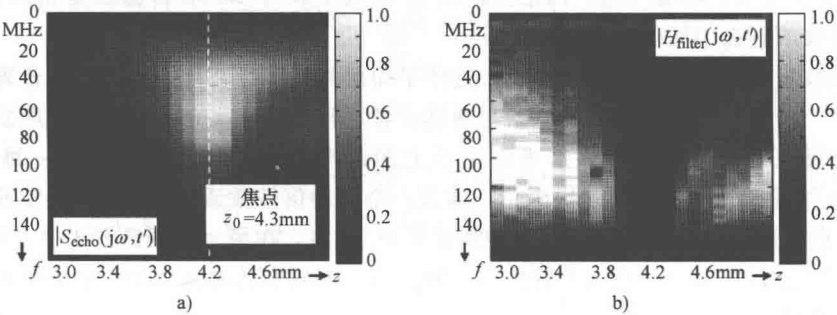 0
MHz
20
40
60
80
100
120
140
f
3.0 3.4 3.8 4.2 4.6mm z
焦点
z₀=4.3mm
|S_echo(jω,t′)|
1.0
0.8
0.6
0.4
0.2
0
a)
0
MHz
20
40
60
80
100
120
140
f
3.0 3.4 3.8 4.2 4.6mm z
|H_filter(jω,t′)|
1.0
0.8
0.6
0.4
0.2
0
b)